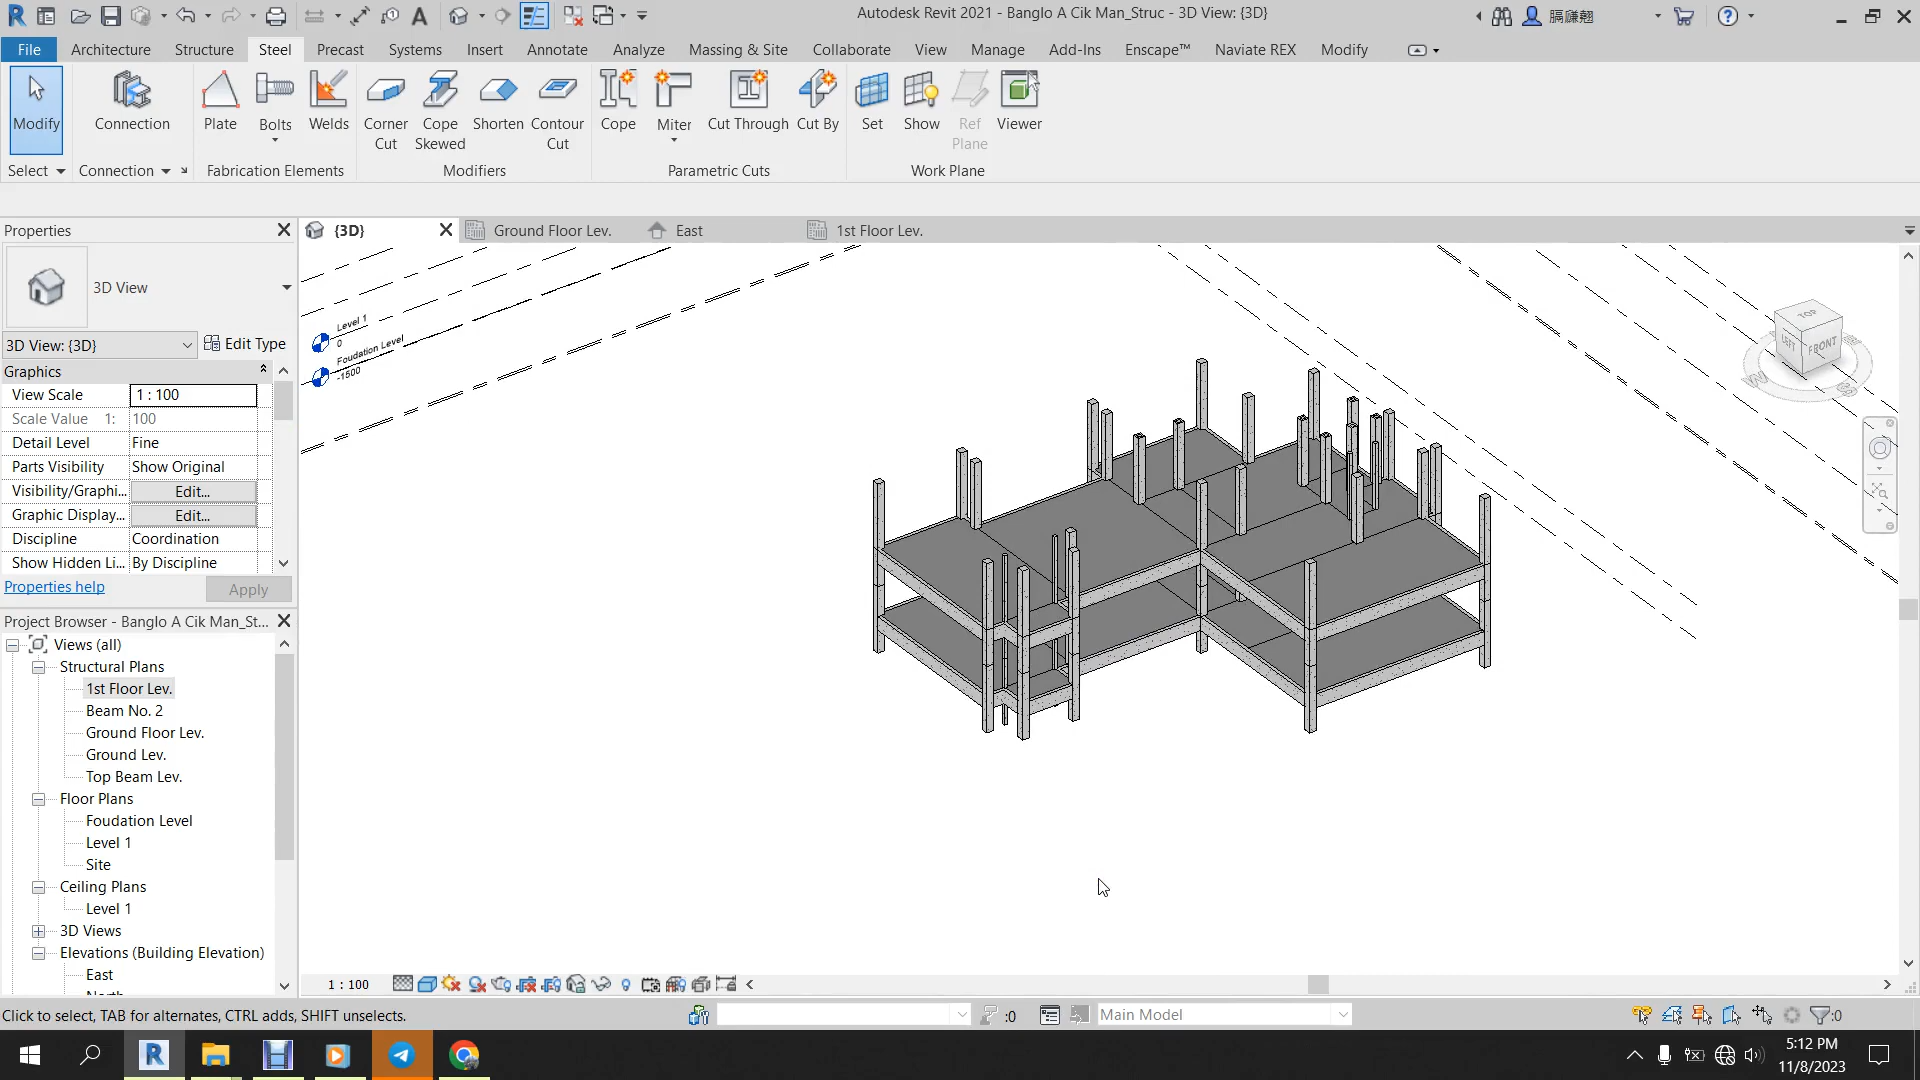 Autodesk Revit 2021 - Banglo A Cik Man_Struc - 3D View: {3D}
File Architecture Structure Steel Precast Systems Insert Annotate Analyze Massing & Site Collaborate View Manage Add-Ins Enscape™ Naviate REX Modify
Modify Connection Plate Bolts Welds Corner Cut Cope Skewed Shorten Contour Cut Cope Miter Cut Through Cut By Set Show Ref Plane Viewer
Select Connection Fabrication Elements Modifiers Parametric Cuts Work Plane
Properties
{3D} Ground Floor Lev. East 1st Floor Lev.
3D View
3D View: {3D} Edit Type
Graphics
View Scale 1 : 100
Scale Value 1: 100
Detail Level Fine
Parts Visibility Show Original
Visibility/Graphi... Edit...
Graphic Display... Edit...
Discipline Coordination
Show Hidden Li... By Discipline
Properties help Apply
Project Browser - Banglo A Cik Man_St...
Views (all)
Structural Plans
1st Floor Lev.
Beam No. 2
Ground Floor Lev.
Ground Lev.
Top Beam Lev.
Floor Plans
Foudation Level
Level 1
Site
Ceiling Plans
Level 1
3D Views
Elevations (Building Elevation)
East
Level 1
0
Foudation Level
-1500
TOP
LEFT FRONT
W S
1 : 100
Click to select, TAB for alternates, CTRL adds, SHIFT unselects.
:0
Main Model
:0
5:12 PM
11/8/2023